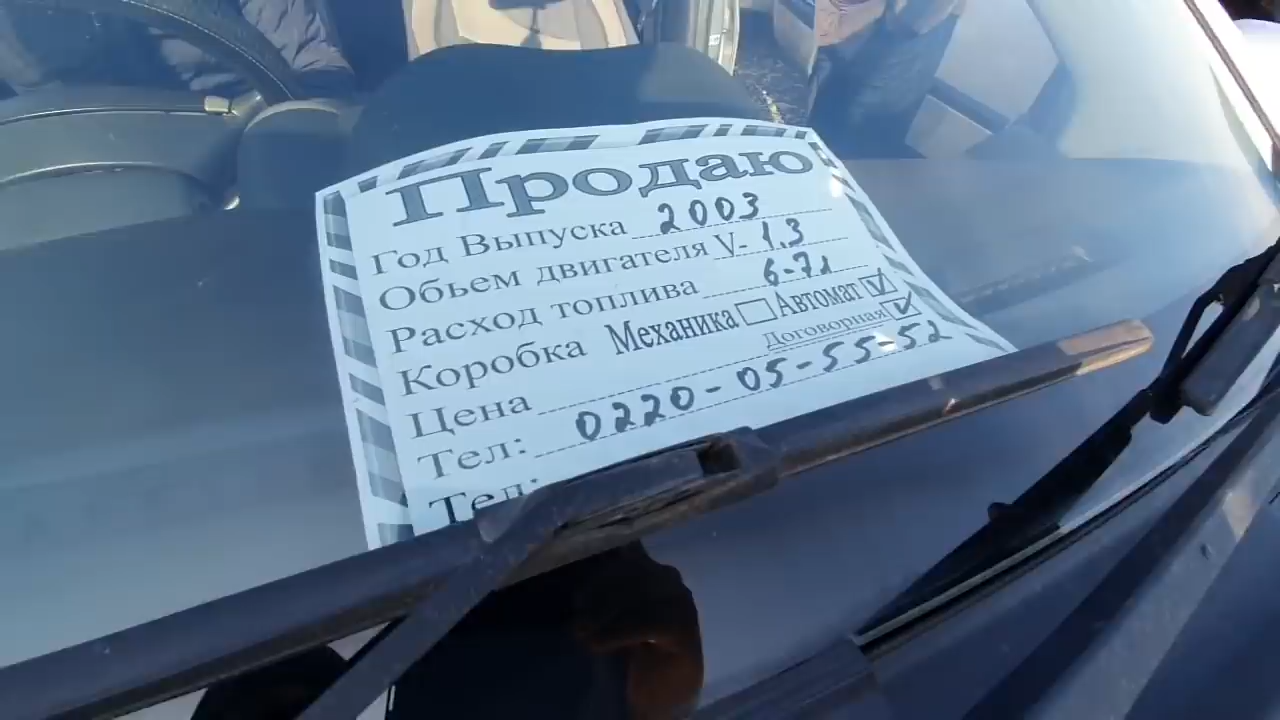 Продаю
Год Выпуска 2003
Обьем двигателя V- 1.3
Расход топлива 6-7л
Коробка Механика Автомат
Договорная
Цена
Тел: 0220-05-55-52
Тел: